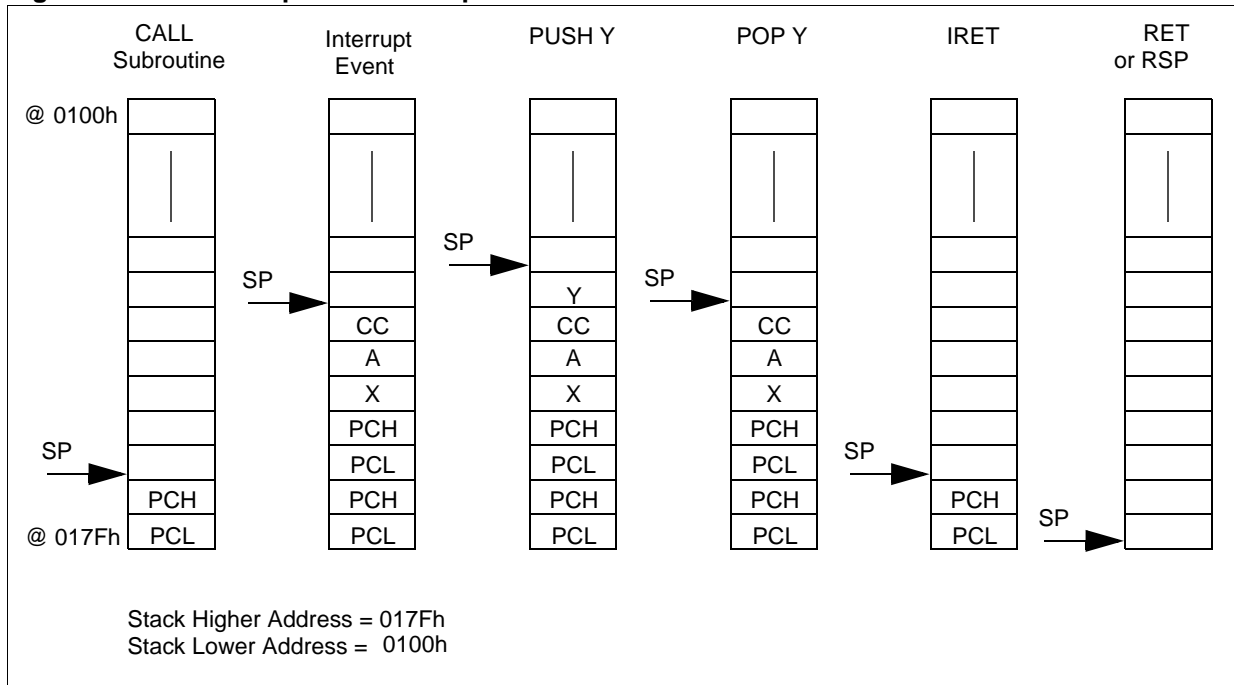 CALL Subroutine
Interrupt Event
PUSH Y
POP Y
IRET
RET or RSP
@ 0100h
SP
PCH
@ 017Fh
PCL
SP
CC
A
X
PCH
PCL
PCH
PCL
SP
Y
CC
A
X
PCH
PCL
PCH
PCL
SP
CC
A
X
PCH
PCL
PCH
PCL
SP
PCH
PCL
SP
Stack Higher Address = 017Fh
Stack Lower Address = 0100h